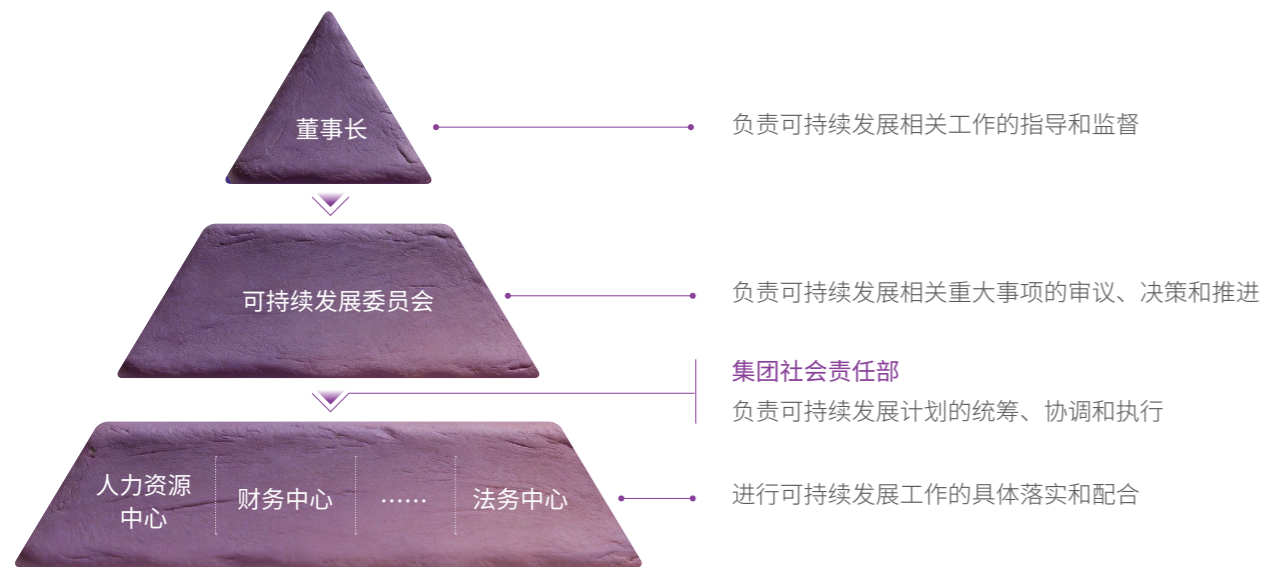 董事长
负责可持续发展相关工作的指导和监督
可持续发展委员会
负责可持续发展相关重大事项的审议、决策和推进
集团社会责任部
负责可持续发展计划的统筹、协调和执行
人力资源
中心
财务中心
……
法务中心
进行可持续发展工作的具体落实和配合